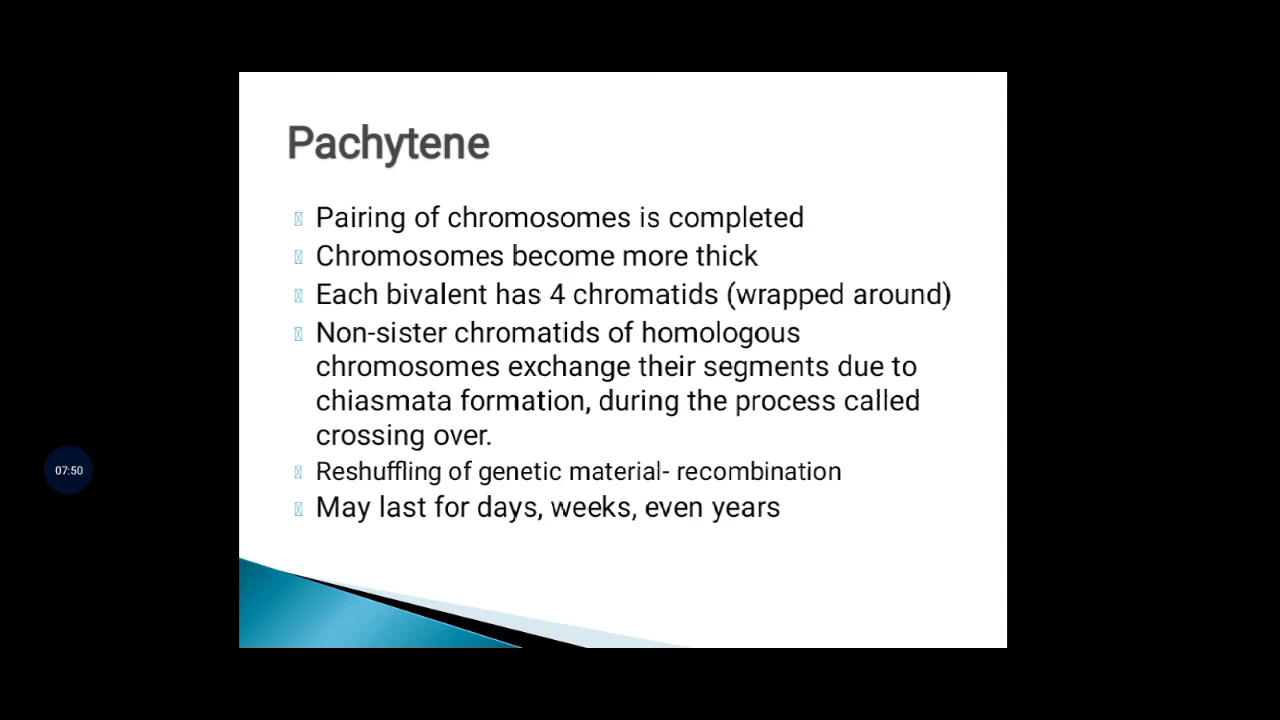 Pachytene
Pairing of chromosomes is completed
Chromosomes become more thick
Each bivalent has 4 chromatids (wrapped around)
Non-sister chromatids of homologous
chromosomes exchange their segments due to
chiasmata formation, during the process called
crossing over.
07:50
Reshuffling of genetic material- recombination
May last for days, weeks, even years